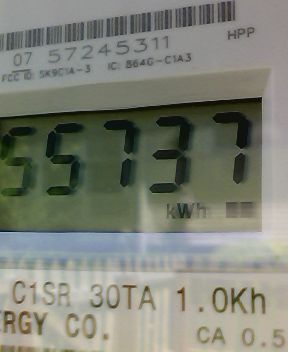 07 57245311
HPP
FCC ID: SK9C1A-3 IC: 864G-C1A3
55737
kWh
C1SR 30TA 1.0Kh
ERGY CO.
CA 0.5